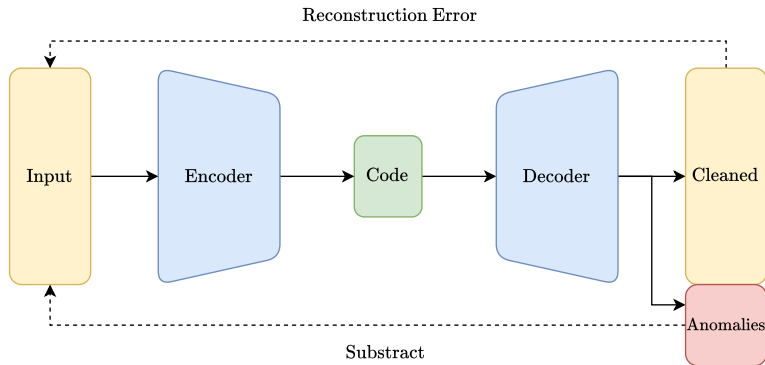 Reconstruction Error
Input
Encoder
Code
Decoder
Cleaned
Anomalies
Substract